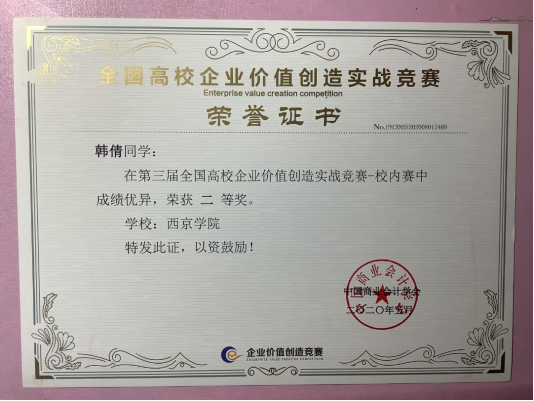 全国高校企业价值创造实战竞赛
Enterprise value creation competition
荣誉证书
韩倩同学:
在第三届全国高校企业价值创造实战竞赛-校内赛中
成绩优异,荣获 二 等奖。
学校:西京学院
特发此证,以资鼓励!
中国商业会计学会
二〇二〇年五月
企业价值创造竞赛